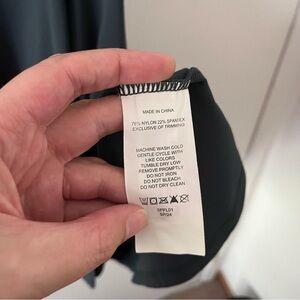 MADE IN CHINA
78% NYLON 22% SPANDEX
EXCLUSIVE OF TRIMMING
MACHINE WASH COLD
GENTLE CYCLE WITH
LIKE COLORS
TUMBLE DRY LOW
REMOVE PROMPTLY
DO NOT IRON
DO NOT BLEACH
DO NOT DRY CLEAN